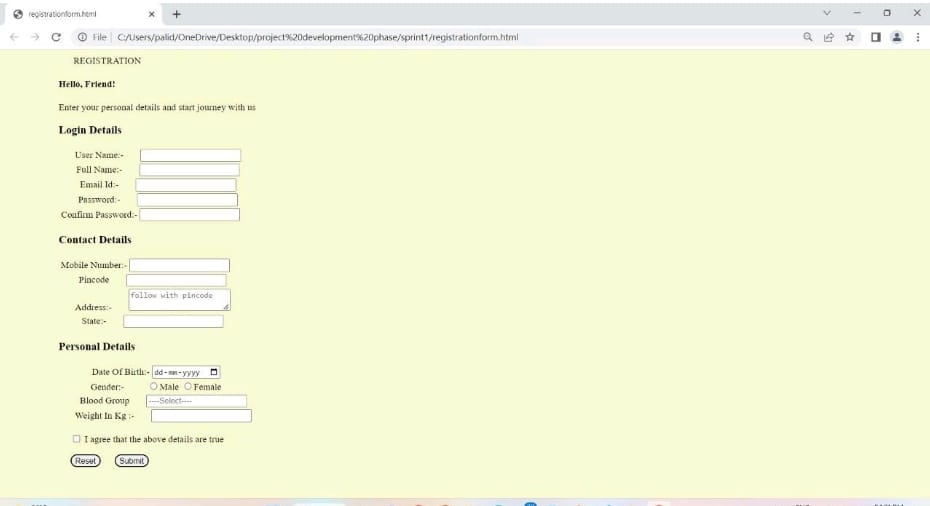 registrationform.html
File C:/Users/palid/OneDrive/Desktop/project%20development%20phase/sprint1/registrationform.html
REGISTRATION
Hello, Friend!
Enter your personal details and start journey with us
Login Details
User Name:-
Full Name:-
Email Id:-
Password:-
Confirm Password:-
Contact Details
Mobile Number:-
Pincode
follow with pincode
Address:-
State:-
Personal Details
Date Of Birth:- dd-mm-yyyy
Gender:- Male Female
Blood Group ----Select----
Weight In Kg :-
I agree that the above details are true
Reset Submit